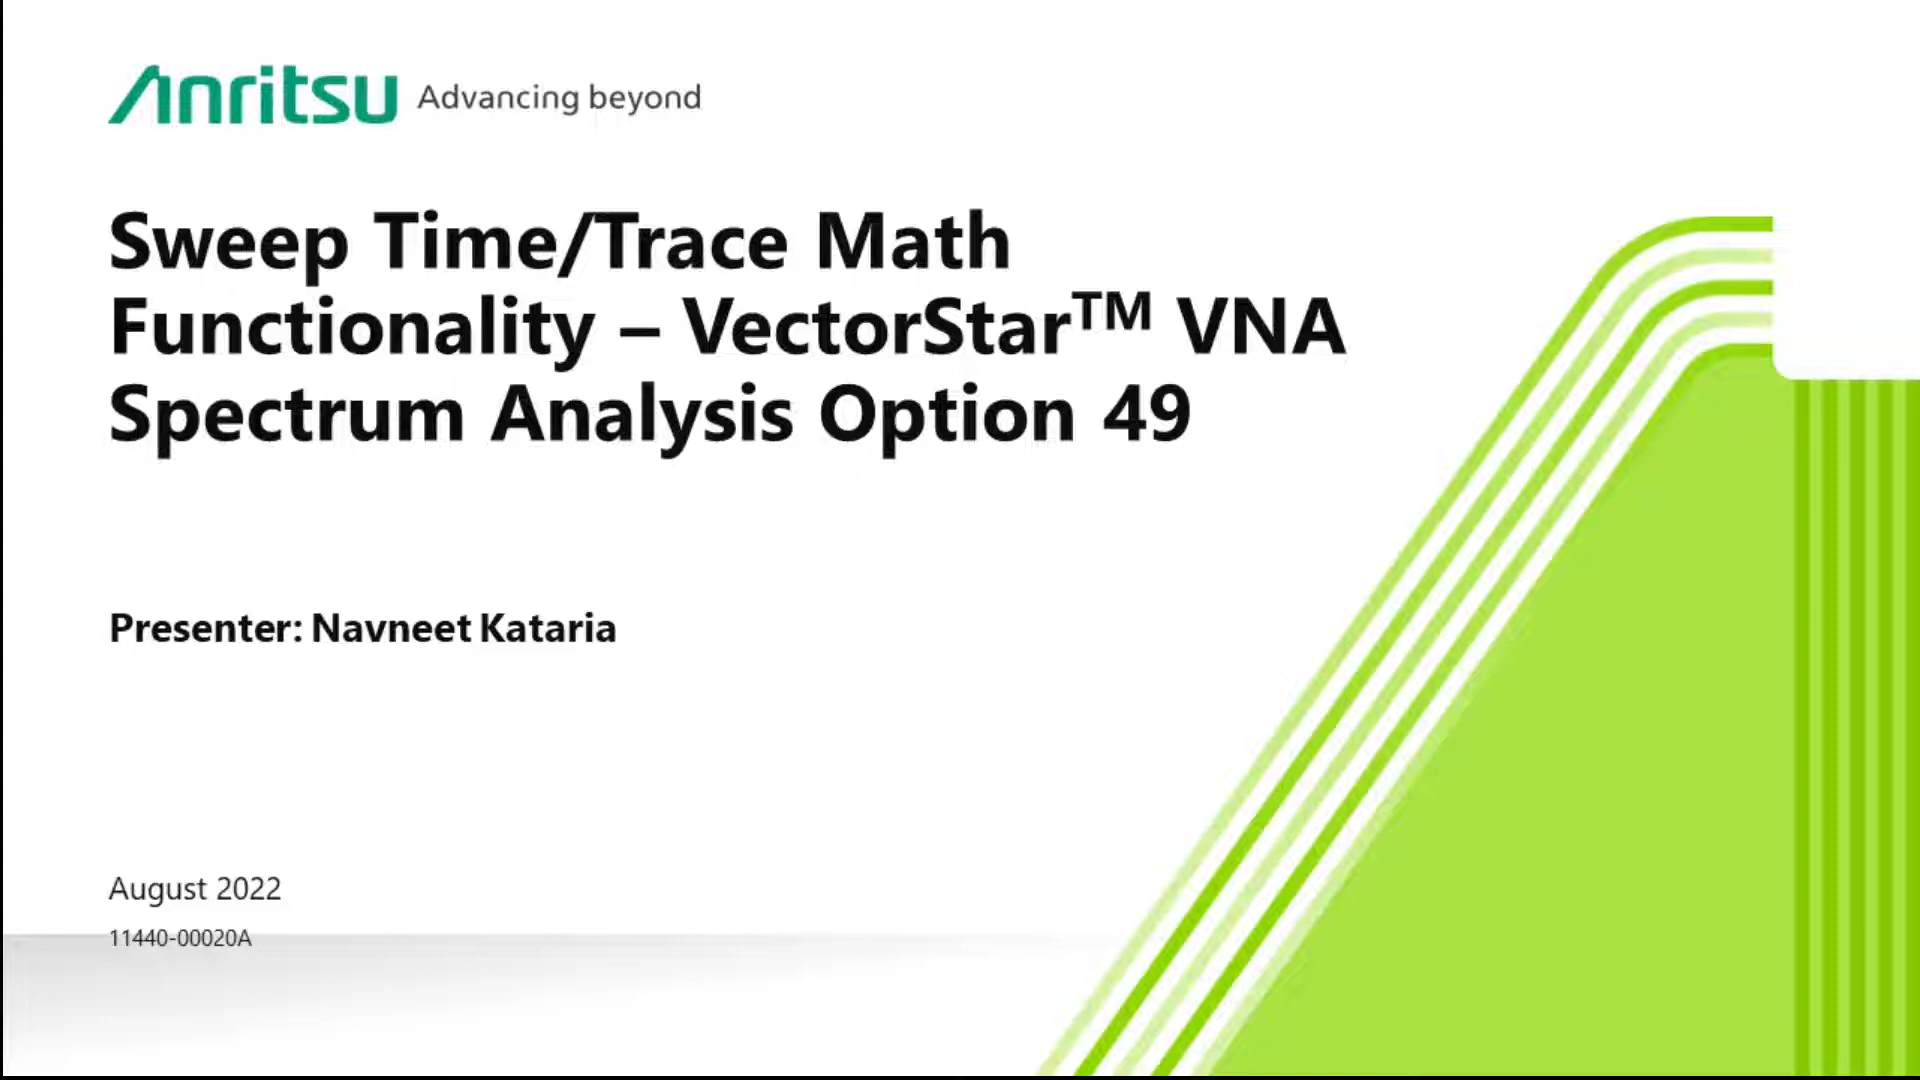 Anritsu Advancing beyond
Sweep Time/Trace Math
Functionality – VectorStar™ VNA
Spectrum Analysis Option 49
Presenter: Navneet Kataria
August 2022
11440-00020A